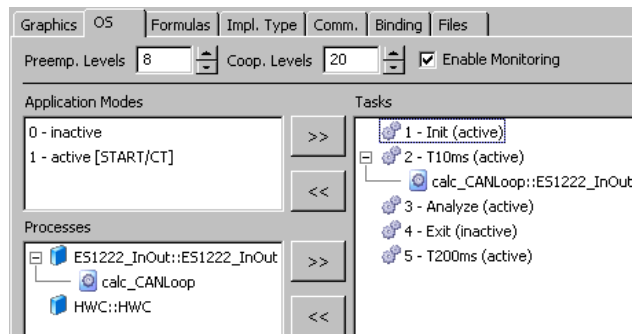 Graphics OS Formulas Impl. Type Comm. Binding Files
Preemp. Levels 8 Coop. Levels 20 Enable Monitoring
Application Modes
0 - inactive
1 - active [START/CT]
>>
<<
Processes
ES1222_InOut::ES1222_InOut
calc_CANLoop
HWC::HWC
>>
<<
Tasks
1 - Init (active)
2 - T10ms (active)
calc_CANLoop::ES1222_InOut
3 - Analyze (active)
4 - Exit (inactive)
5 - T200ms (active)